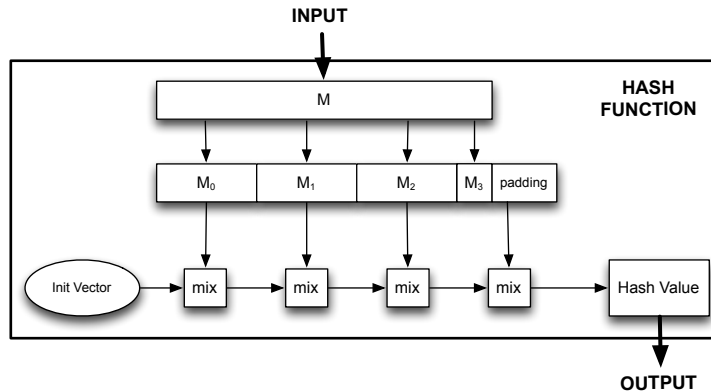 INPUT
HASH
FUNCTION
M
M₀ M₁ M₂ M₃ padding
Init Vector mix mix mix mix Hash Value
OUTPUT